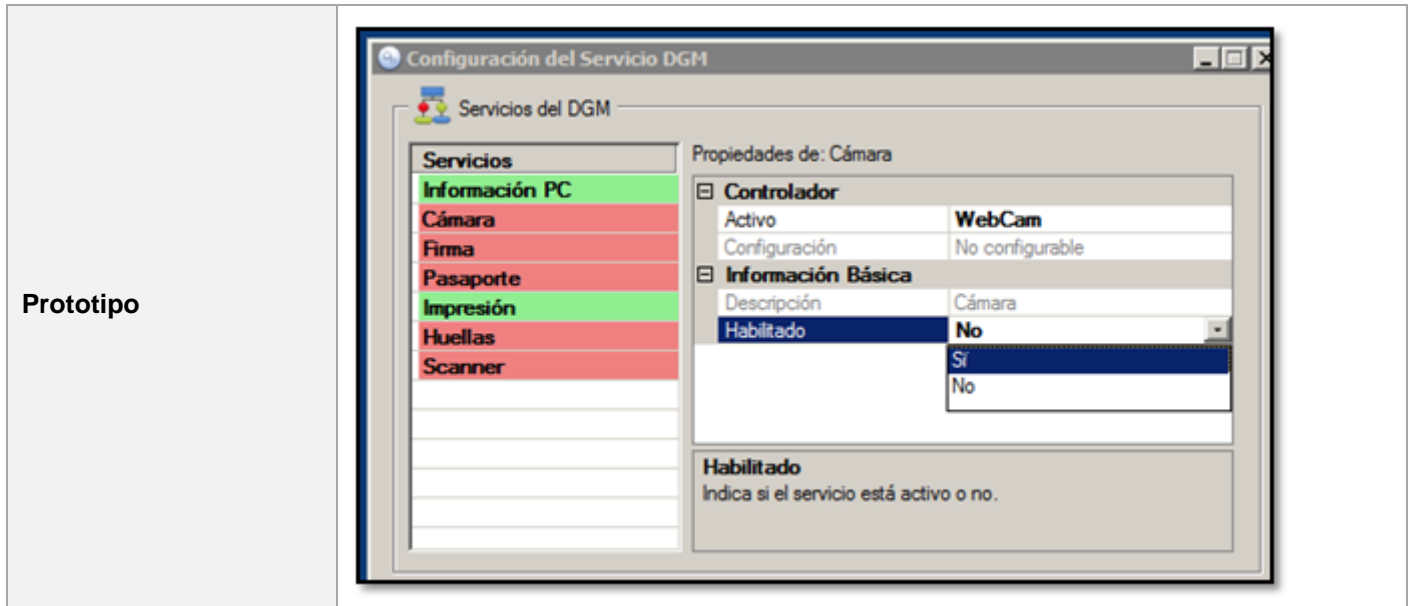 Prototipo
Configuración del Servicio DGM
Servicios del DGM
Servicios
Información PC
Cámara
Firma
Pasaporte
Impresión
Huellas
Scanner
Propiedades de: Cámara
Controlador
Activo WebCam
Configuración No configurable
Información Básica
Descripción Cámara
Habilitado No
Sí
No
Habilitado
Indica si el servicio está activo o no.